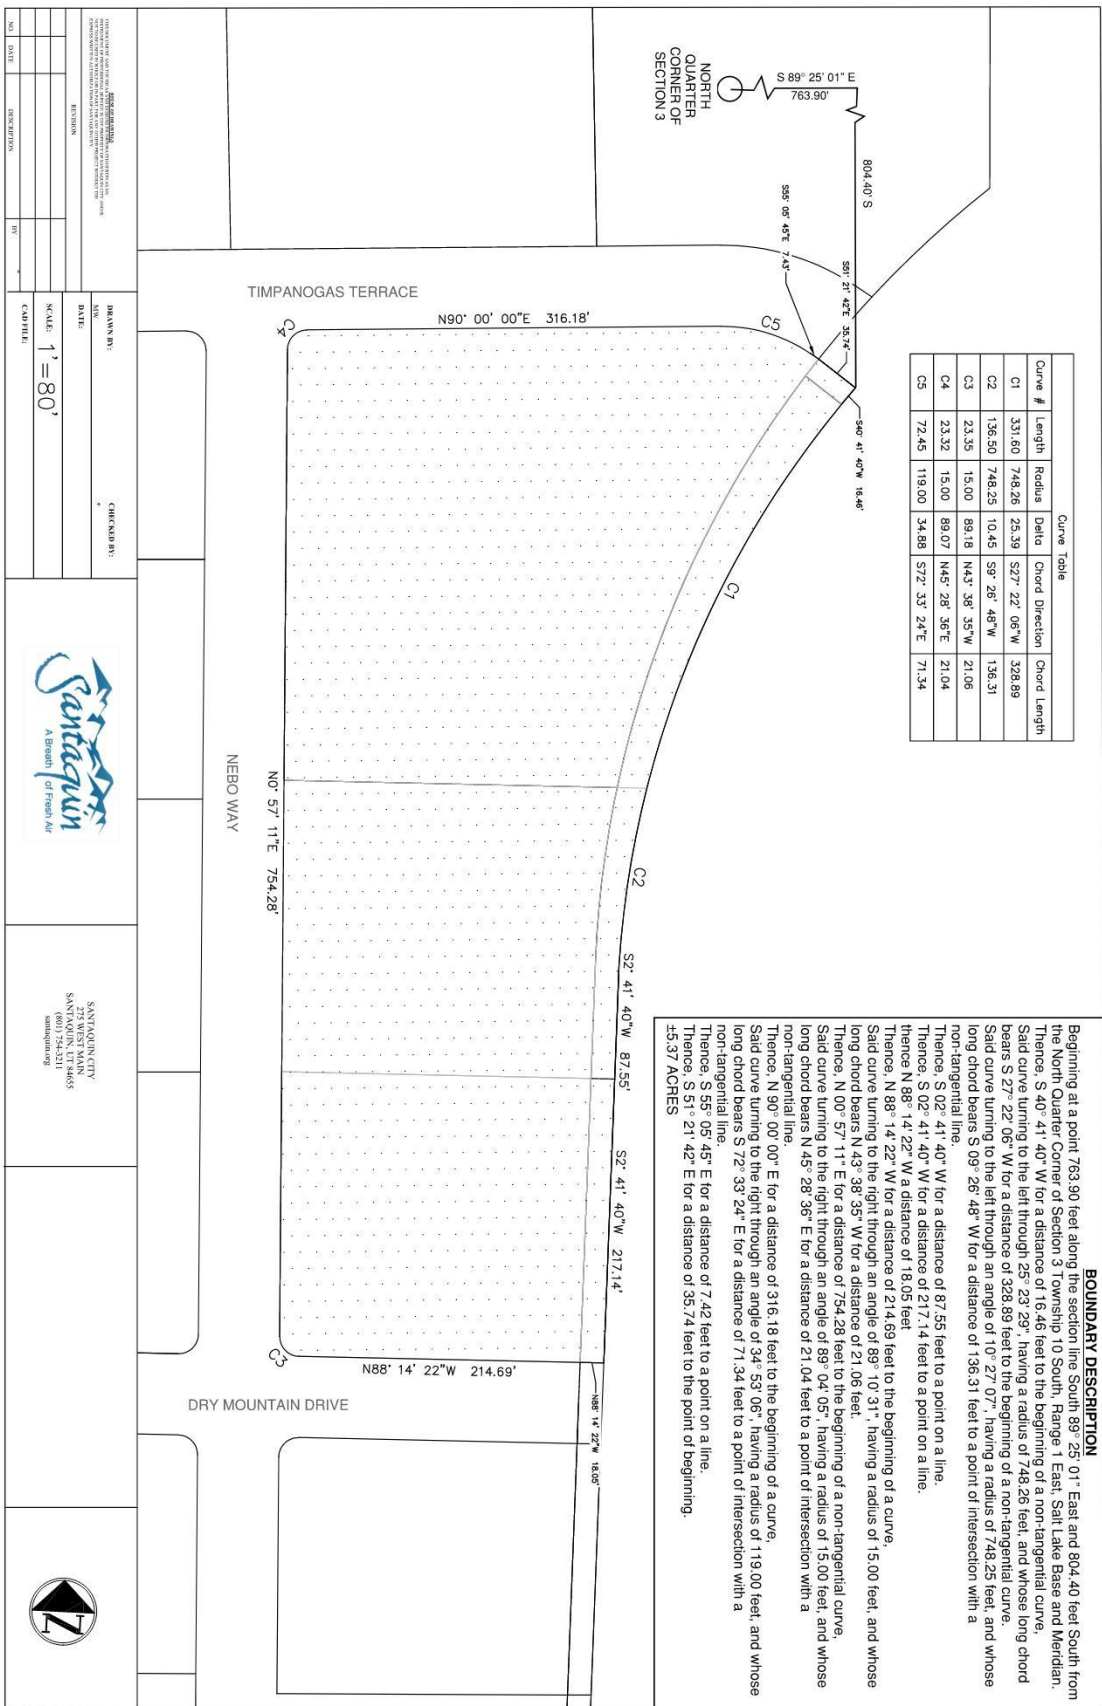 BOUNDARY DESCRIPTION
Beginning at a point 763.90 feet along the section line South 89° 25' 01" East and 804.40 feet South from
the North Quarter Corner of Section 3 Township 10 South, Range 1 East, Salt Lake Base and Meridian.
Thence, S 40° 41' 40" W for a distance of 16.46 feet to the beginning of a non-tangential curve,
Said curve turning to the left through 25° 23' 29", having a radius of 748.26 feet, and whose long chord
bears S 27° 22' 06" W for a distance of 328.89 feet to the beginning of a non-tangential curve.
Said curve turning to the left through an angle of 10° 27' 07", having a radius of 748.25 feet, and whose
long chord bears S 09° 26' 48" W for a distance of 136.31 feet to a point of intersection with a
non-tangential line.
Thence, S 02° 41' 40" W for a distance of 87.55 feet to a point on a line.
Thence, S 02° 41' 40" W for a distance of 217.14 feet to a point on a line.
thence N 88° 14' 22" W a distance of 18.05 feet
Thence, N 88° 14' 22" W for a distance of 214.69 feet to the beginning of a curve,
Said curve turning to the right through an angle of 89° 10' 31", having a radius of 15.00 feet, and whose
long chord bears N 43° 38' 35" W for a distance of 21.06 feet.
Thence, N 00° 57' 11" E for a distance of 754.28 feet to the beginning of a non-tangential curve,
Said curve turning to the right through an angle of 89° 04' 05", having a radius of 15.00 feet, and whose
long chord bears N 45° 28' 36" E for a distance of 21.04 feet to a point of intersection with a
non-tangential line.
Thence, N 90° 00' 00" E for a distance of 316.18 feet to the beginning of a curve,
Said curve turning to the right through an angle of 34° 53' 06", having a radius of 119.00 feet, and whose
long chord bears S 72° 33' 24" E for a distance of 71.34 feet to a point of intersection with a
non-tangential line.
Thence, S 55° 05' 45" E for a distance of 7.42 feet to a point on a line.
Thence, S 51° 21' 42" E for a distance of 35.74 feet to the point of beginning.
±5.37 ACRES
Curve Table
Curve # Length Radius Delta Chord Direction Chord Length
C1 331.60 748.26 25.39 S27° 22' 06"W 328.89
C2 136.50 748.25 10.45 S9° 26' 48"W 136.31
C3 23.35 15.00 89.18 N43° 38' 35"W 21.06
C4 23.32 15.00 89.07 N45° 28' 36"E 21.04
C5 72.45 119.00 34.88 S72° 33' 24"E 71.34
S 89° 25' 01" E
763.90'
NORTH
QUARTER
CORNER OF
SECTION 3
804.40' S
S55° 05' 45"E 7.43'
S51° 21' 42"E 35.74'
S40° 41' 40"W 16.46'
C5
C1
C2
S2° 41' 40"W 87.55'
S2° 41' 40"W 217.14'
N88° 14' 22"W 18.05'
TIMPANOGAS TERRACE
N90° 00' 00"E 316.18'
C4
N0° 57' 11"E 754.28'
NEBO WAY
C3
N88° 14' 22"W 214.69'
DRY MOUNTAIN DRIVE
REVISION
NO. DATE DESCRIPTION BY
DRAWN BY:
MW
CHECKED BY:
DATE:
SCALE:
1"=80'
CAD FILE:
Santaquin
A Breath of Fresh Air
SANTAQUIN CITY
275 WEST MAIN
SANTAQUIN, UT 84655
(801) 754-3211
santaquin.org
N